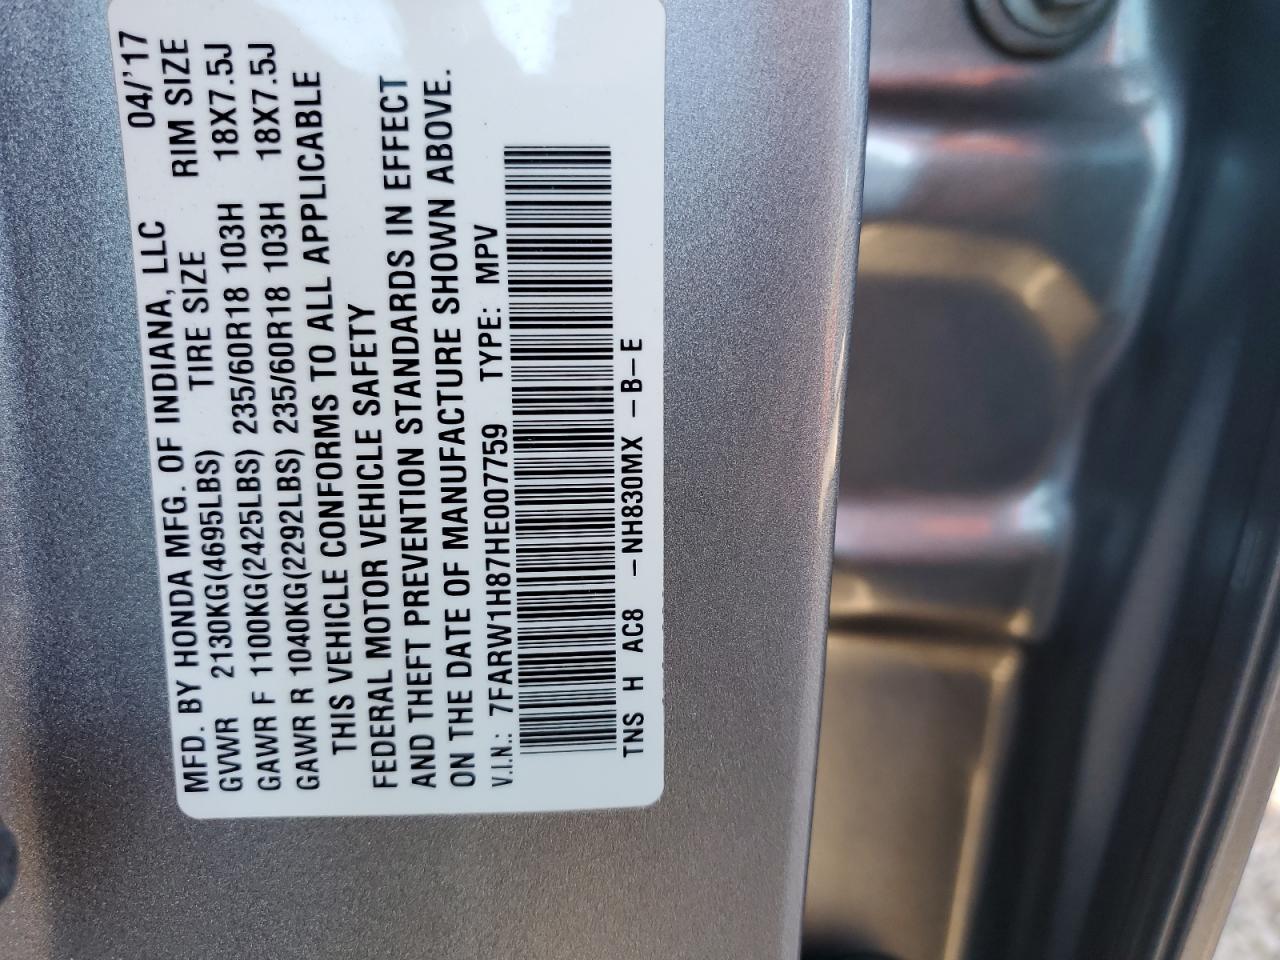 MFD. BY HONDA MFG. OF INDIANA, LLC 04/'17
GVWR 2130KG(4695LBS) TIRE SIZE RIM SIZE
GAWR F 1100KG(2425LBS) 235/60R18 103H 18X7.5J
GAWR R 1040KG(2292LBS) 235/60R18 103H 18X7.5J
THIS VEHICLE CONFORMS TO ALL APPLICABLE
FEDERAL MOTOR VEHICLE SAFETY
AND THEFT PREVENTION STANDARDS IN EFFECT
ON THE DATE OF MANUFACTURE SHOWN ABOVE.
V.I.N.: 7FARW1H87HE007759 TYPE: MPV
TNS H AC8 -NH830MX -B-E